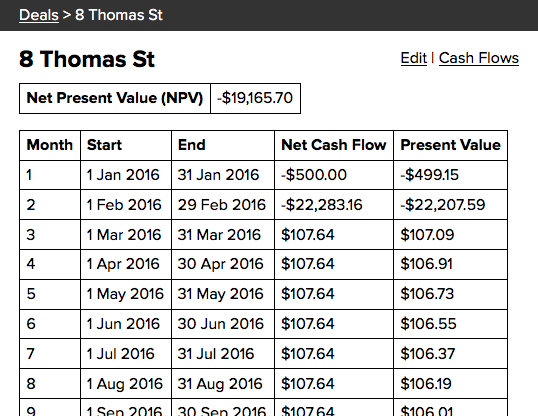 Deals > 8 Thomas St
8 Thomas St
Edit | Cash Flows
Net Present Value (NPV) -$19,165.70
Month Start End Net Cash Flow Present Value
1 1 Jan 2016 31 Jan 2016 -$500.00 -$499.15
2 1 Feb 2016 29 Feb 2016 -$22,283.16 -$22,207.59
3 1 Mar 2016 31 Mar 2016 $107.64 $107.09
4 1 Apr 2016 30 Apr 2016 $107.64 $106.91
5 1 May 2016 31 May 2016 $107.64 $106.73
6 1 Jun 2016 30 Jun 2016 $107.64 $106.55
7 1 Jul 2016 31 Jul 2016 $107.64 $106.37
8 1 Aug 2016 31 Aug 2016 $107.64 $106.19
9 1 Sep 2016 30 Sep 2016 $107.64 $106.01